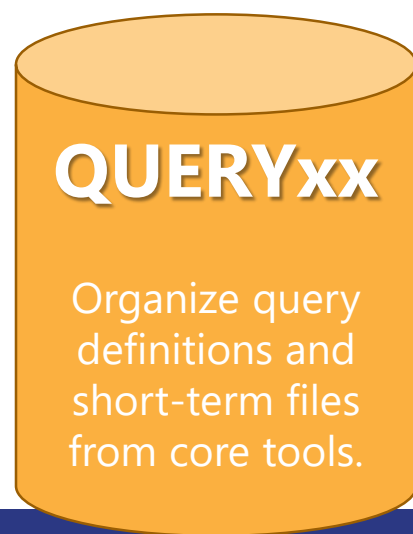 QUERYxx
Organize query
definitions and
short-term files
from core tools.